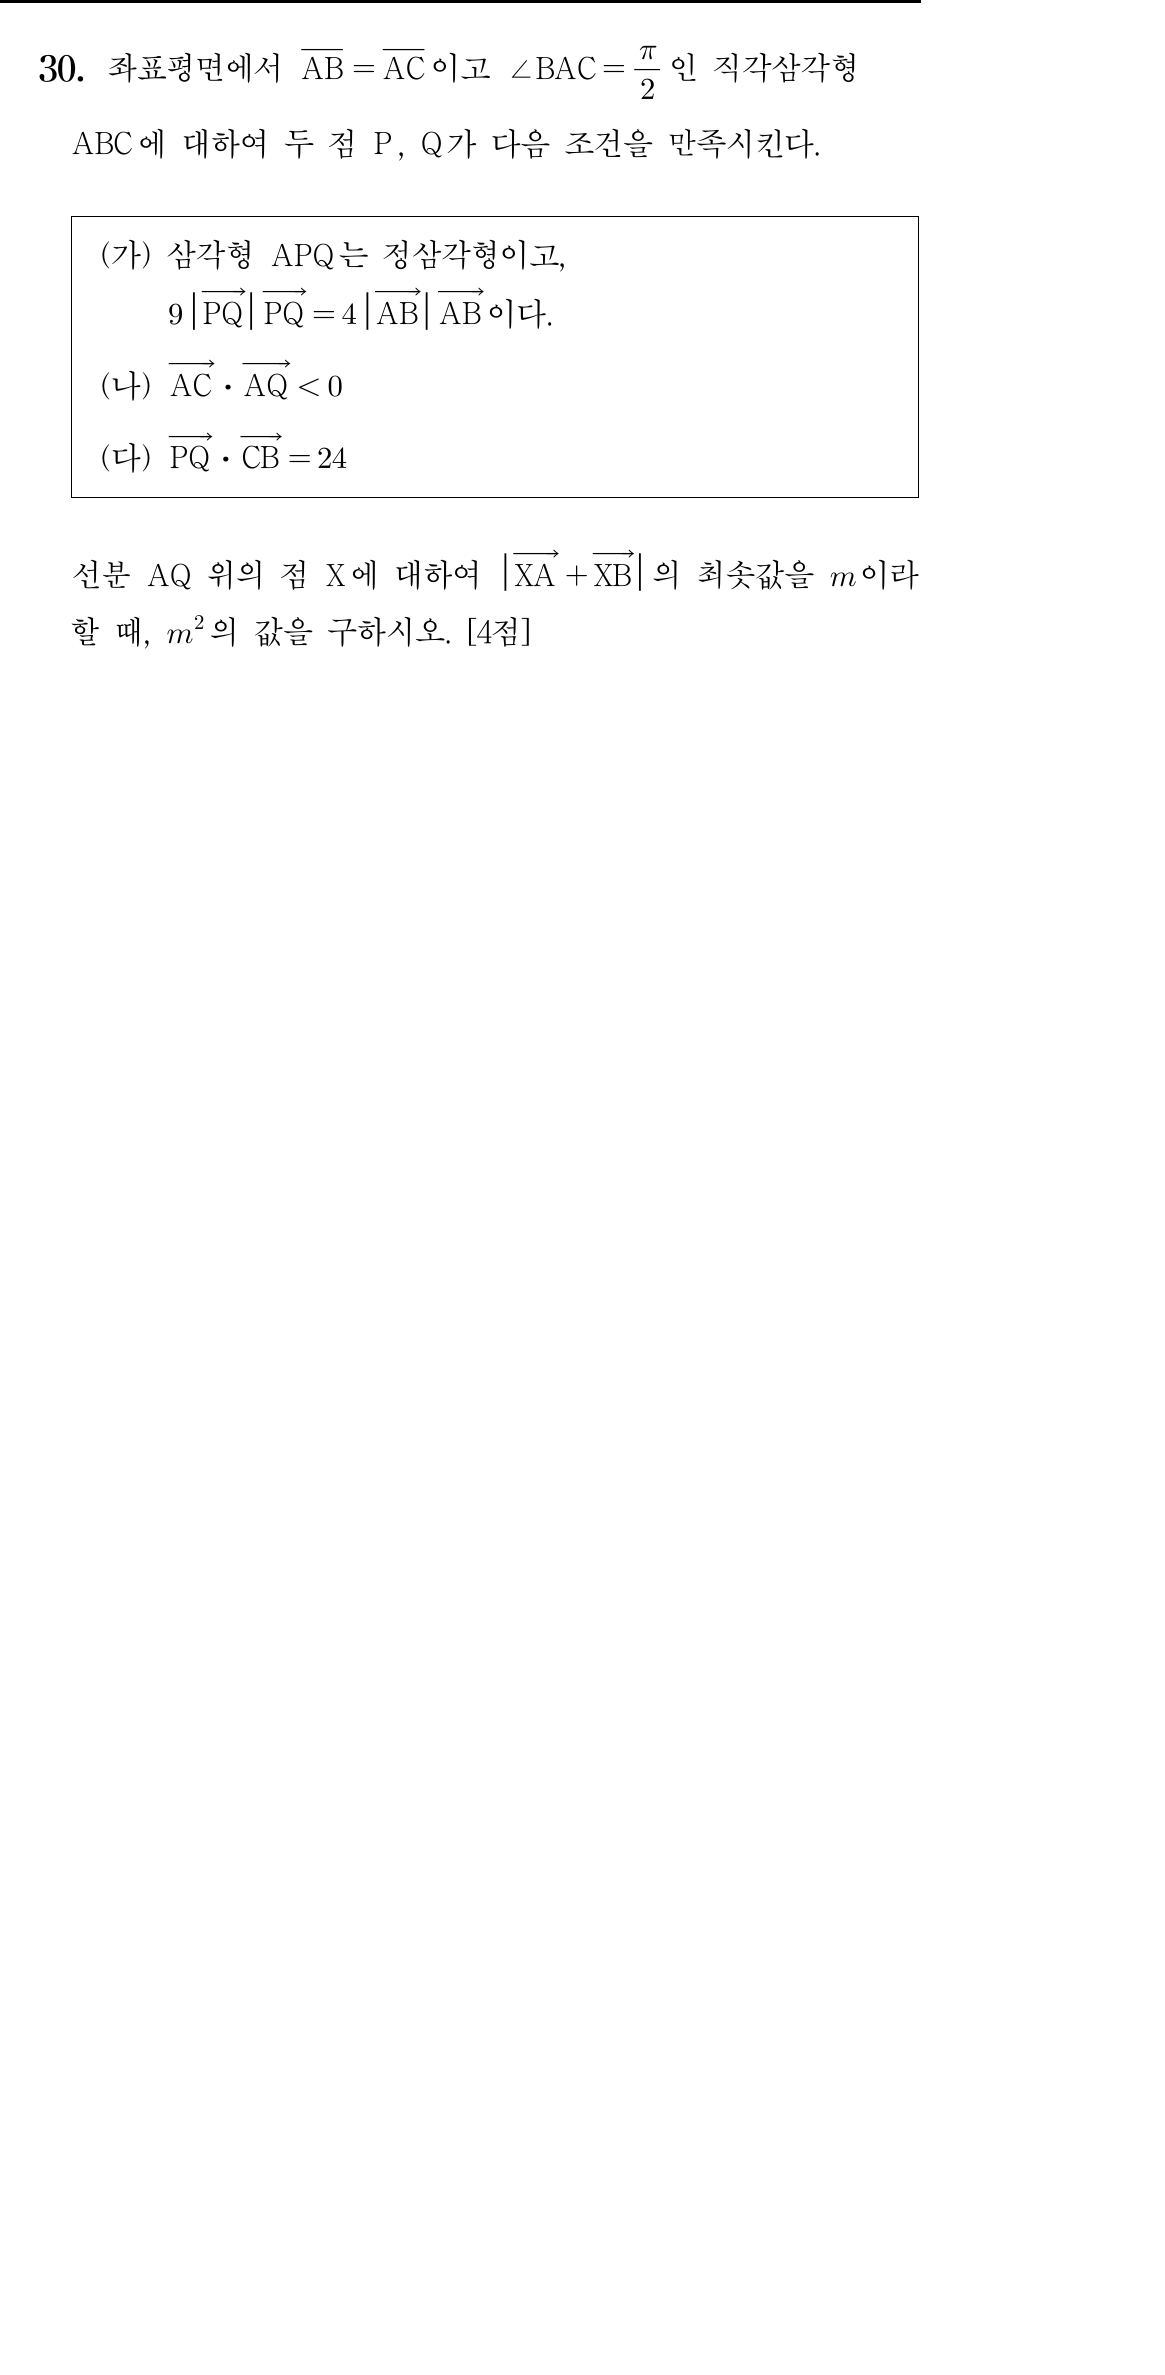 30. 좌표평면에서 $\overline{AB}=\overline{AC}$이고 $\angle BAC=\frac{\pi}{2}$인 직각삼각형
ABC에 대하여 두 점 P, Q가 다음 조건을 만족시킨다.
(가) 삼각형 APQ는 정삼각형이고,
$9|\overrightarrow{PQ}|\overrightarrow{PQ}=4|\overrightarrow{AB}|\overrightarrow{AB}$이다.
(나) $\overrightarrow{AC}\cdot\overrightarrow{AQ}<0$
(다) $\overrightarrow{PQ}\cdot\overrightarrow{CB}=24$
선분 AQ 위의 점 X에 대하여 $|\overrightarrow{XA}+\overrightarrow{XB}|$의 최솟값을 $m$이라
할 때, $m^2$의 값을 구하시오. [4점]